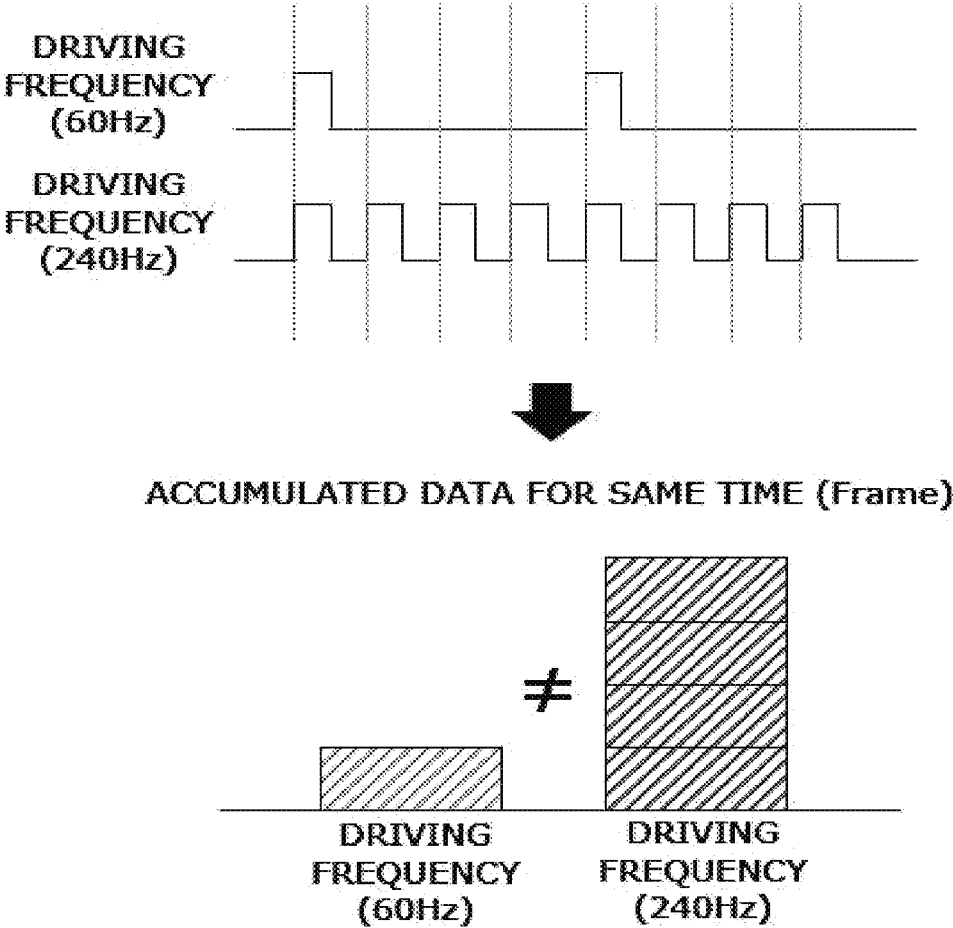 DRIVING
FREQUENCY
(60Hz)
DRIVING
FREQUENCY
(240Hz)
ACCUMULATED DATA FOR SAME TIME (Frame)
≠
DRIVING
FREQUENCY
(60Hz)
DRIVING
FREQUENCY
(240Hz)